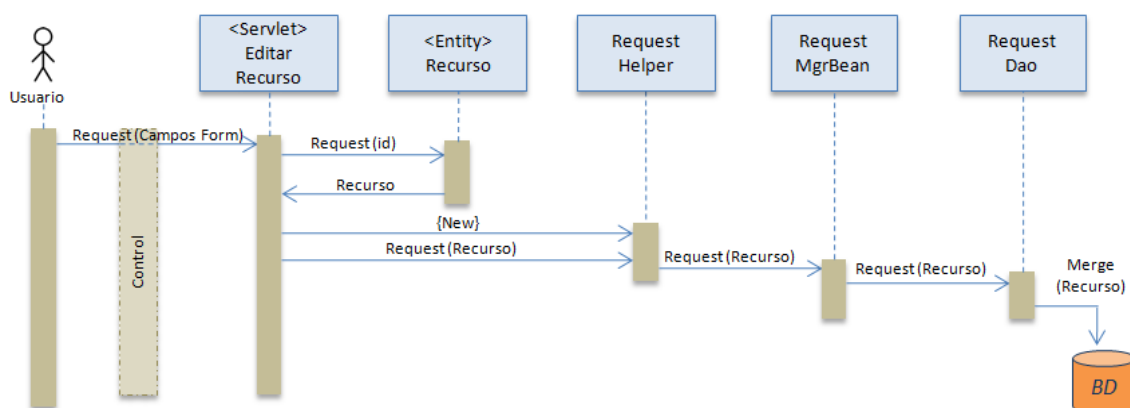 <Servlet>
Editar
Recurso
<Entity>
Recurso
Request
Helper
Request
MgrBean
Request
Dao
Usuario
Request (Campos Form)
Request (id)
Recurso
{New}
Request (Recurso)
Request (Recurso)
Request (Recurso)
Merge
(Recurso)
Control
BD